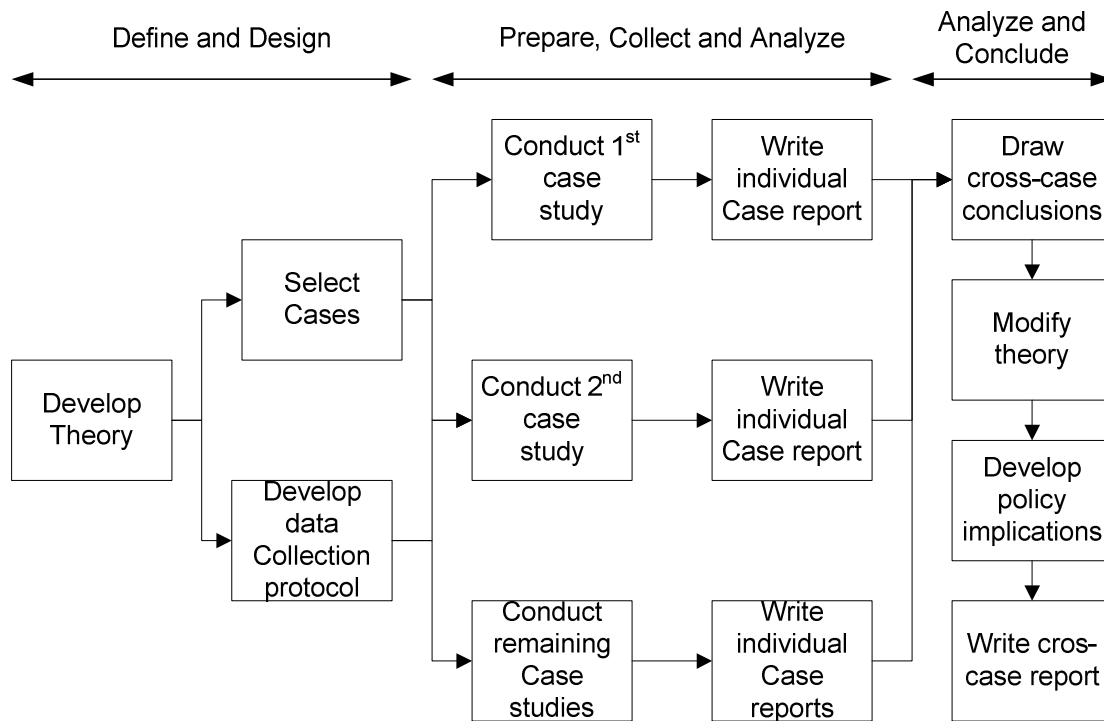 Define and Design
Prepare, Collect and Analyze
Analyze and
Conclude
Conduct 1st
case
study
Write
individual
Case report
Draw
cross-case
conclusions
Select
Cases
Modify
theory
Develop
Theory
Conduct 2nd
case
study
Write
individual
Case report
Develop
policy
implications
Develop
data
Collection
protocol
Conduct
remaining
Case
studies
Write
individual
Case
reports
Write cros-
case report